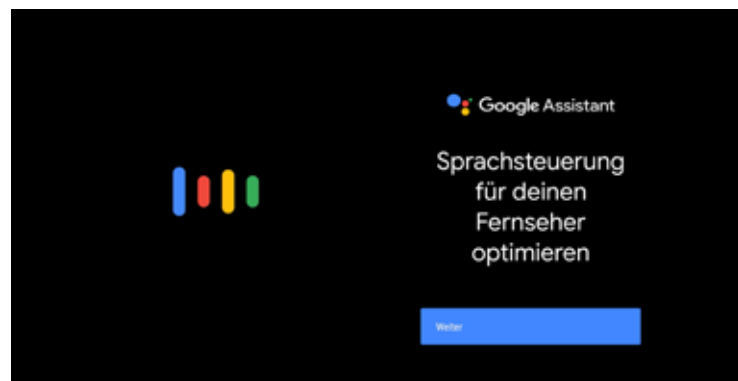 Google Assistant
Sprachsteuerung
für deinen
Fernseher
optimieren
Weiter